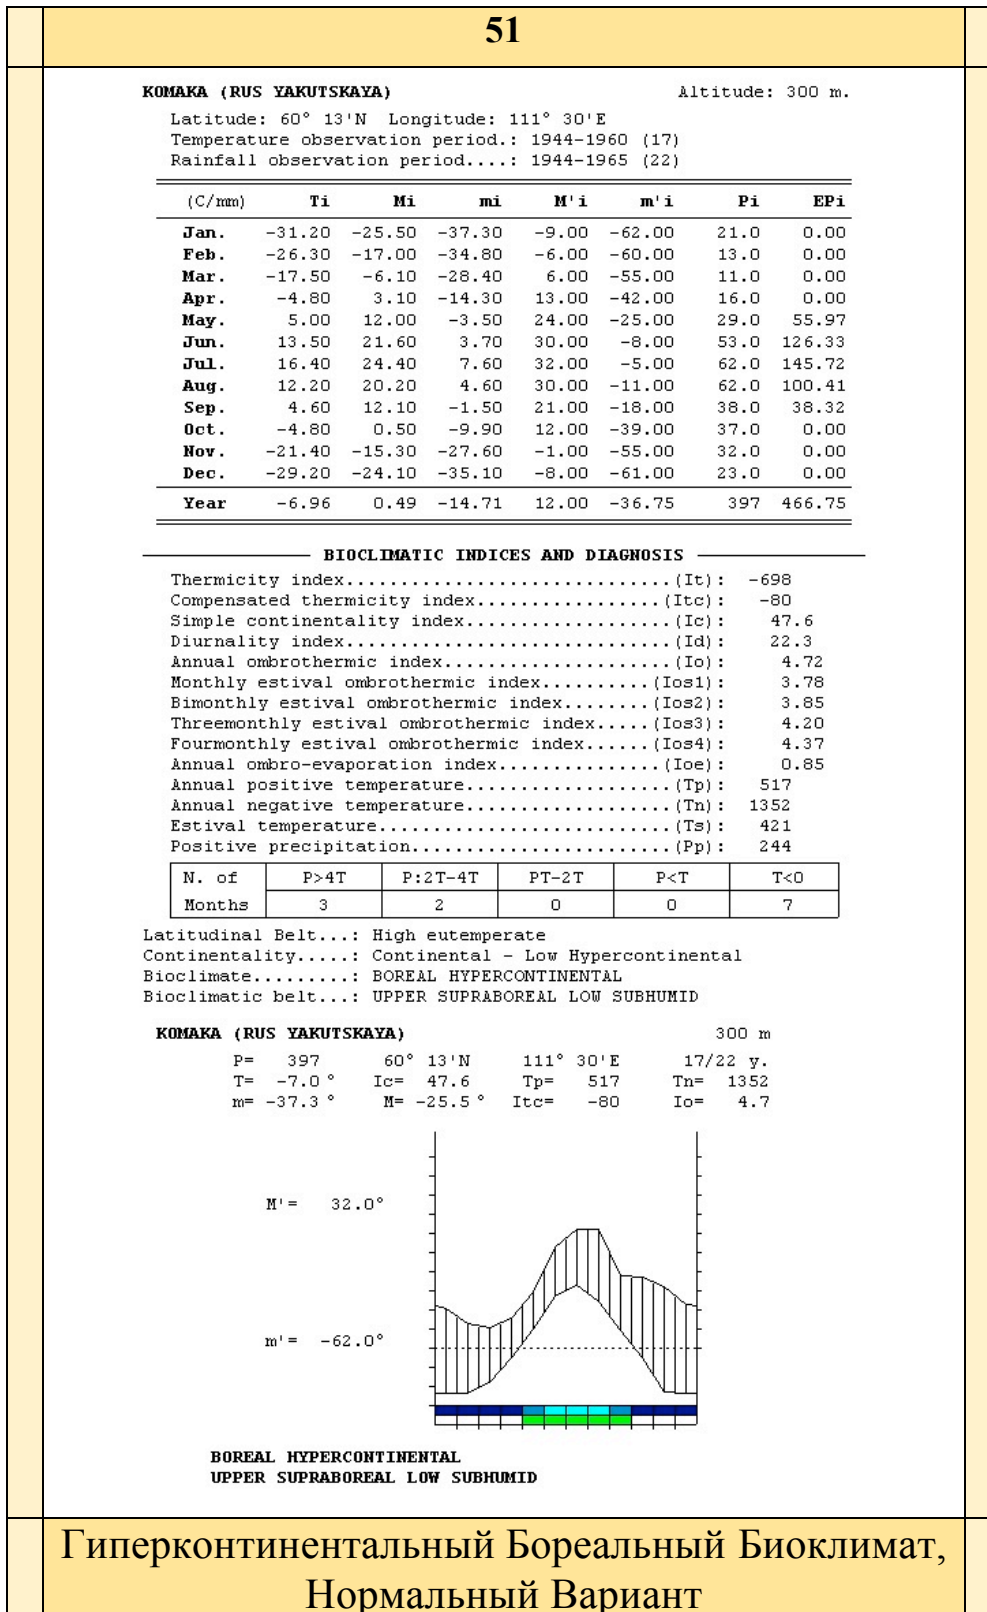 51
KOMAKA (RUS YAKUTSKAYA) Altitude: 300 m.
Latitude: 60° 13'N Longitude: 111° 30'E
Temperature observation period.: 1944-1960 (17)
Rainfall observation period....: 1944-1965 (22)
(C/mm) Ti Mi mi M'i m'i Pi EPi
Jan. -31.20 -25.50 -37.30 -9.00 -62.00 21.0 0.00
Feb. -26.30 -17.00 -34.80 -6.00 -60.00 13.0 0.00
Mar. -17.50 -6.10 -28.40 6.00 -55.00 11.0 0.00
Apr. -4.80 3.10 -14.30 13.00 -42.00 16.0 0.00
May. 5.00 12.00 -3.50 24.00 -25.00 29.0 55.97
Jun. 13.50 21.60 3.70 30.00 -8.00 53.0 126.33
Jul. 16.40 24.40 7.60 32.00 -5.00 62.0 145.72
Aug. 12.20 20.20 4.60 30.00 -11.00 62.0 100.41
Sep. 4.60 12.10 -1.50 21.00 -18.00 38.0 38.32
Oct. -4.80 0.50 -9.90 12.00 -39.00 37.0 0.00
Nov. -21.40 -15.30 -27.60 -1.00 -55.00 32.0 0.00
Dec. -29.20 -24.10 -35.10 -8.00 -61.00 23.0 0.00
Year -6.96 0.49 -14.71 12.00 -36.75 397 466.75
BIOCLIMATIC INDICES AND DIAGNOSIS
Thermicity index..............................(It): -698
Compensated thermicity index.................(Itc): -80
Simple continentality index...................(Ic): 47.6
Diurnality index..............................(Id): 22.3
Annual ombrothermic index.....................(Io): 4.72
Monthly estival ombrothermic index..........(Ios1): 3.78
Bimonthly estival ombrothermic index........(Ios2): 3.85
Threemonthly estival ombrothermic index.....(Ios3): 4.20
Fourmonthly estival ombrothermic index......(Ios4): 4.37
Annual ombro-evaporation index...............(Ioe): 0.85
Annual positive temperature...................(Tp): 517
Annual negative temperature...................(Tn): 1352
Estival temperature...........................(Ts): 421
Positive precipitation........................(Pp): 244
N. of P>4T P:2T-4T PT-2T P<T T<0
Months 3 2 0 0 7
Latitudinal Belt...: High eutemperate
Continentality.....: Continental - Low Hypercontinental
Bioclimate.........: BOREAL HYPERCONTINENTAL
Bioclimatic belt...: UPPER SUPRABOREAL LOW SUBHUMID
KOMAKA (RUS YAKUTSKAYA) 300 m
P= 397 60° 13'N 111° 30'E 17/22 y.
T= -7.0 ° Ic= 47.6 Tp= 517 Tn= 1352
m= -37.3 ° M= -25.5 ° Itc= -80 Io= 4.7
M'= 32.0°
m'= -62.0°
BOREAL HYPERCONTINENTAL
UPPER SUPRABOREAL LOW SUBHUMID
Гиперконтинентальный Бореальный Биоклимат,
Нормальный Вариант